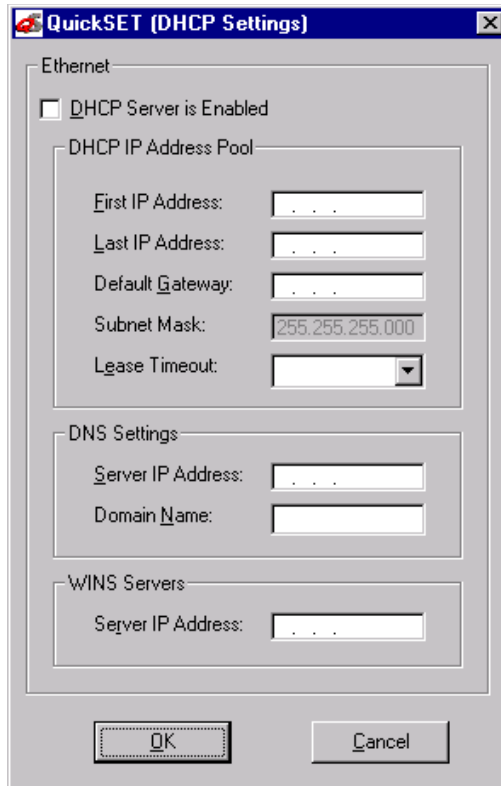 QuickSET (DHCP Settings)
Ethernet
DHCP Server is Enabled
DHCP IP Address Pool
First IP Address: . . .
Last IP Address: . . .
Default Gateway: . . .
Subnet Mask: 255.255.255.000
Lease Timeout:
DNS Settings
Server IP Address: . . .
Domain Name:
WINS Servers
Server IP Address: . . .
OK Cancel